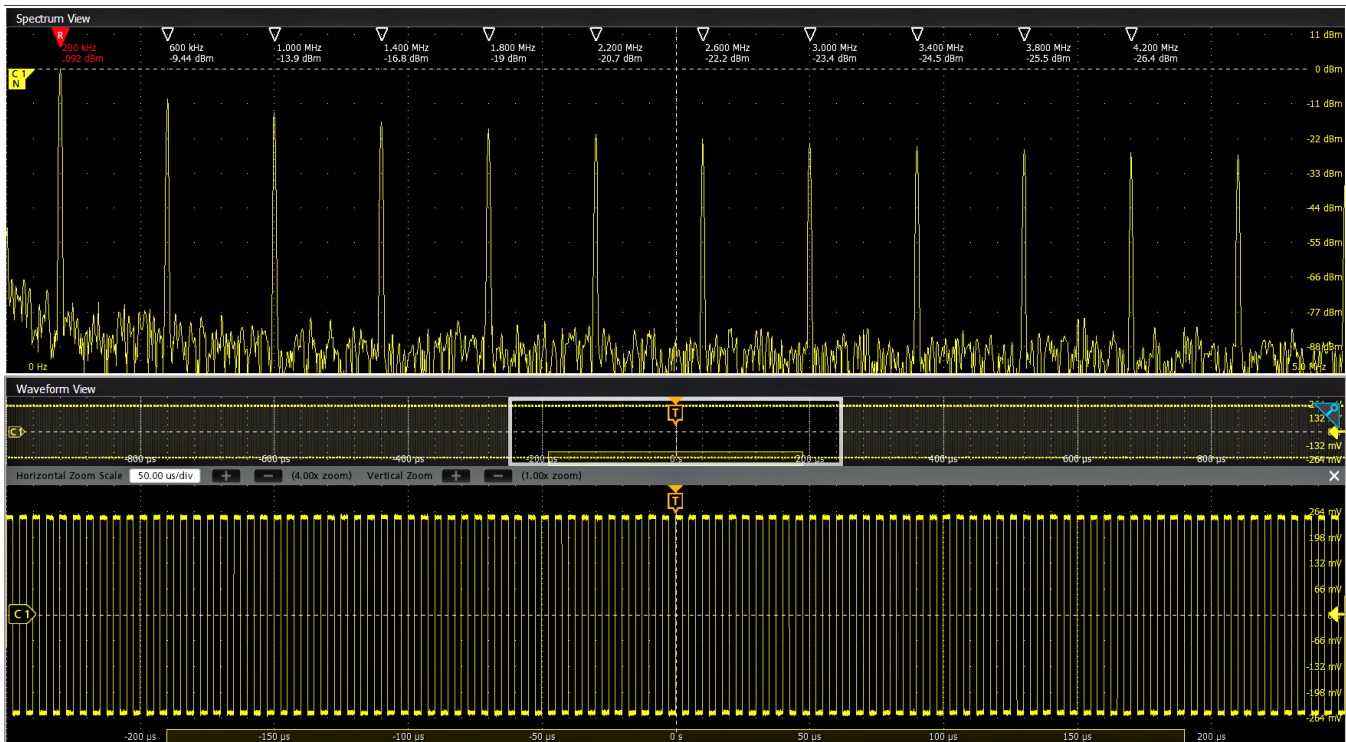 Spectrum View
R
200 kHz 600 kHz 1.000 MHz 1.400 MHz 1.800 MHz 2.200 MHz 2.600 MHz 3.000 MHz 3.400 MHz 3.800 MHz 4.200 MHz
.092 dBm -9.44 dBm -13.9 dBm -16.8 dBm -19 dBm -20.7 dBm -22.2 dBm -23.4 dBm -24.5 dBm -25.5 dBm -26.4 dBm
11 dBm
C 1
N
0 dBm
-11 dBm
-22 dBm
-33 dBm
-44 dBm
-55 dBm
-66 dBm
-77 dBm
-88 dBm
0 Hz 5.0 MHz
Waveform View
T
132
C1
-132 mV
-800 µs -600 µs -400 µs -200 µs 0 s 200 µs 400 µs 600 µs 800 µs -264 mV
Horizontal Zoom Scale 50.00 us/div + - (4.00x zoom) Vertical Zoom + - (1.00x zoom)
T
264 mV
198 mV
132 mV
66 mV
C 1
-66 mV
-132 mV
-198 mV
-264 mV
-200 µs -150 µs -100 µs -50 µs 0 s 50 µs 100 µs 150 µs 200 µs